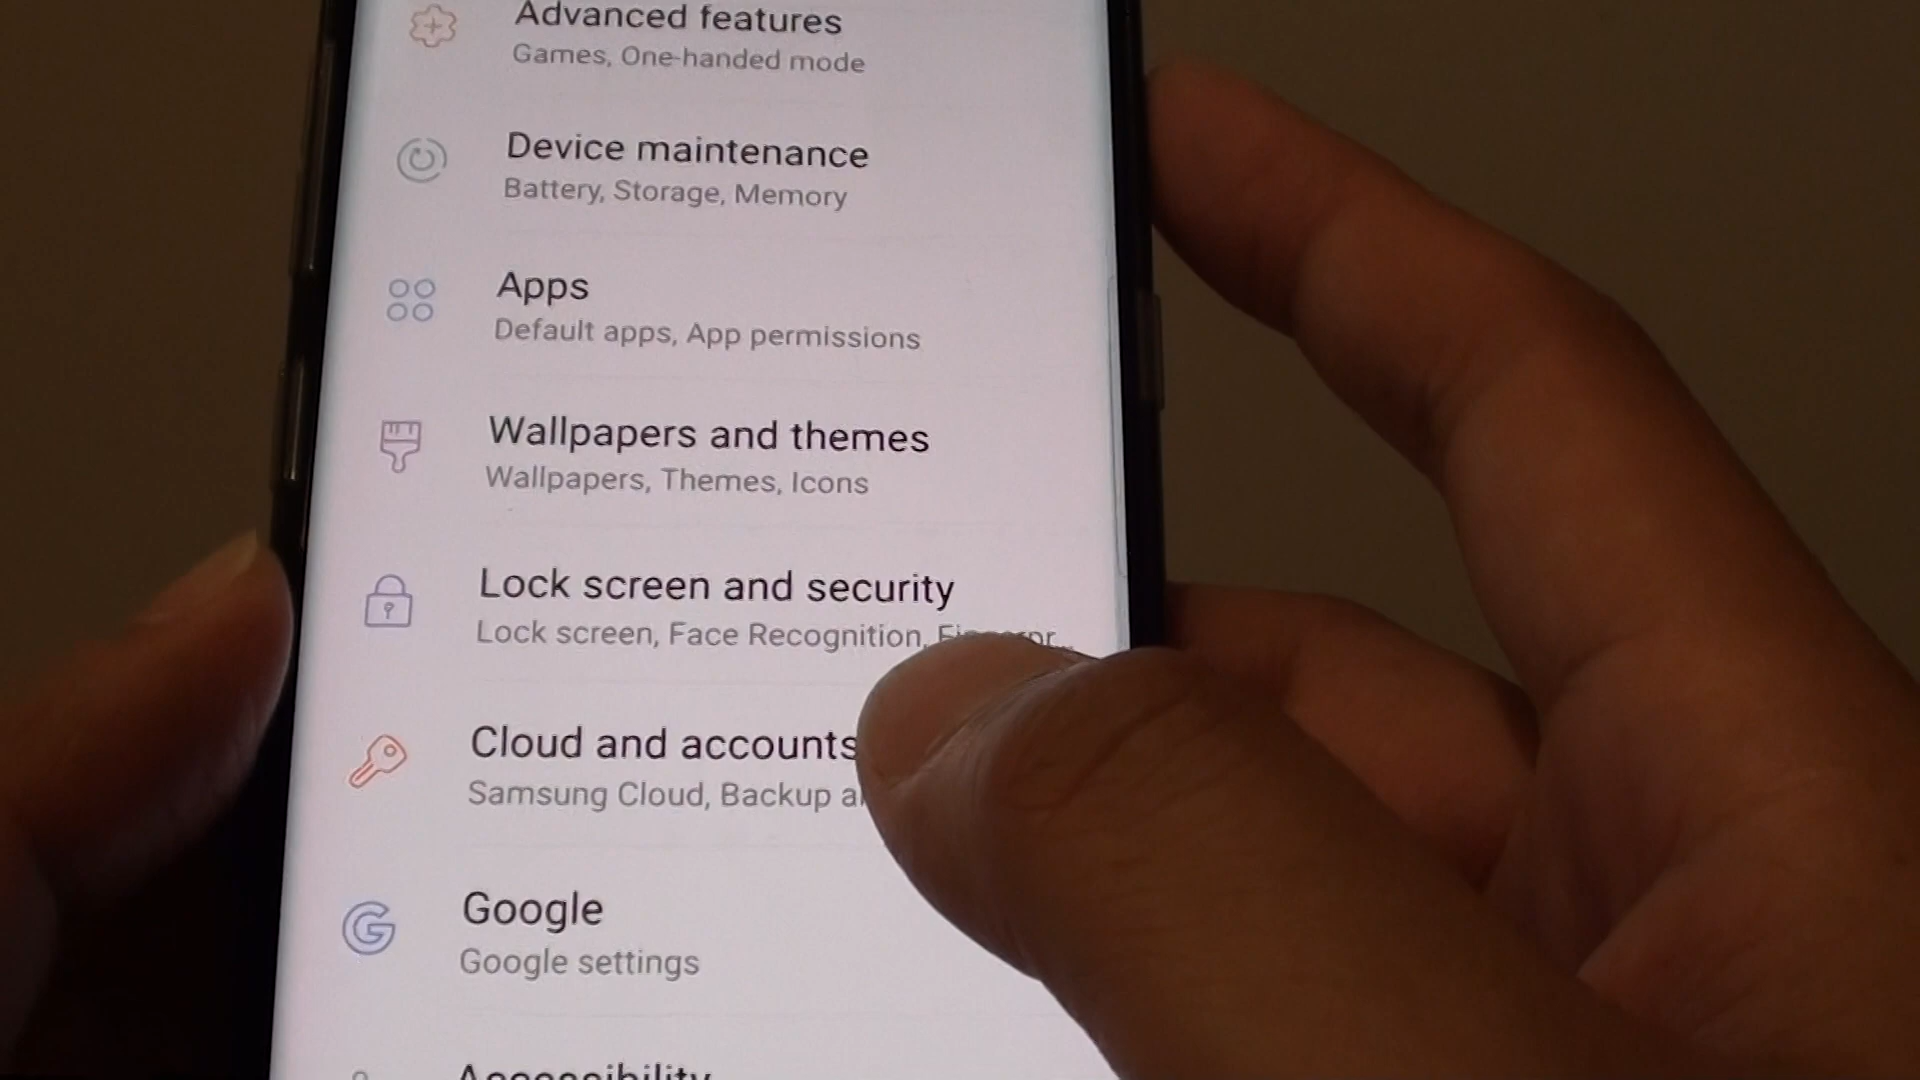 Advanced features
Games, One-handed mode
Device maintenance
Battery, Storage, Memory
Apps
Default apps, App permissions
Wallpapers and themes
Wallpapers, Themes, Icons
Lock screen and security
Lock screen, Face Recognition,
Cloud and accounts
Samsung Cloud, Backup
Google
Google settings
Accessibility